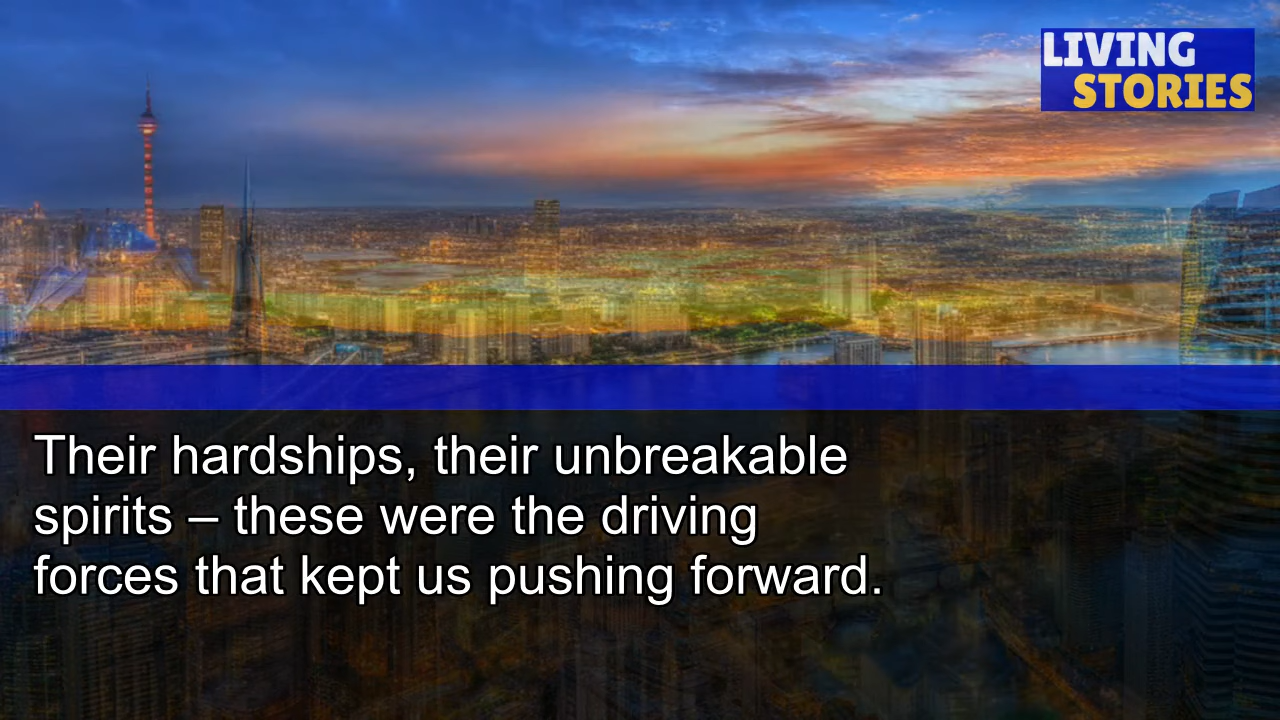 LIVING
STORIES
Their hardships, their unbreakable
spirits – these were the driving
forces that kept us pushing forward.